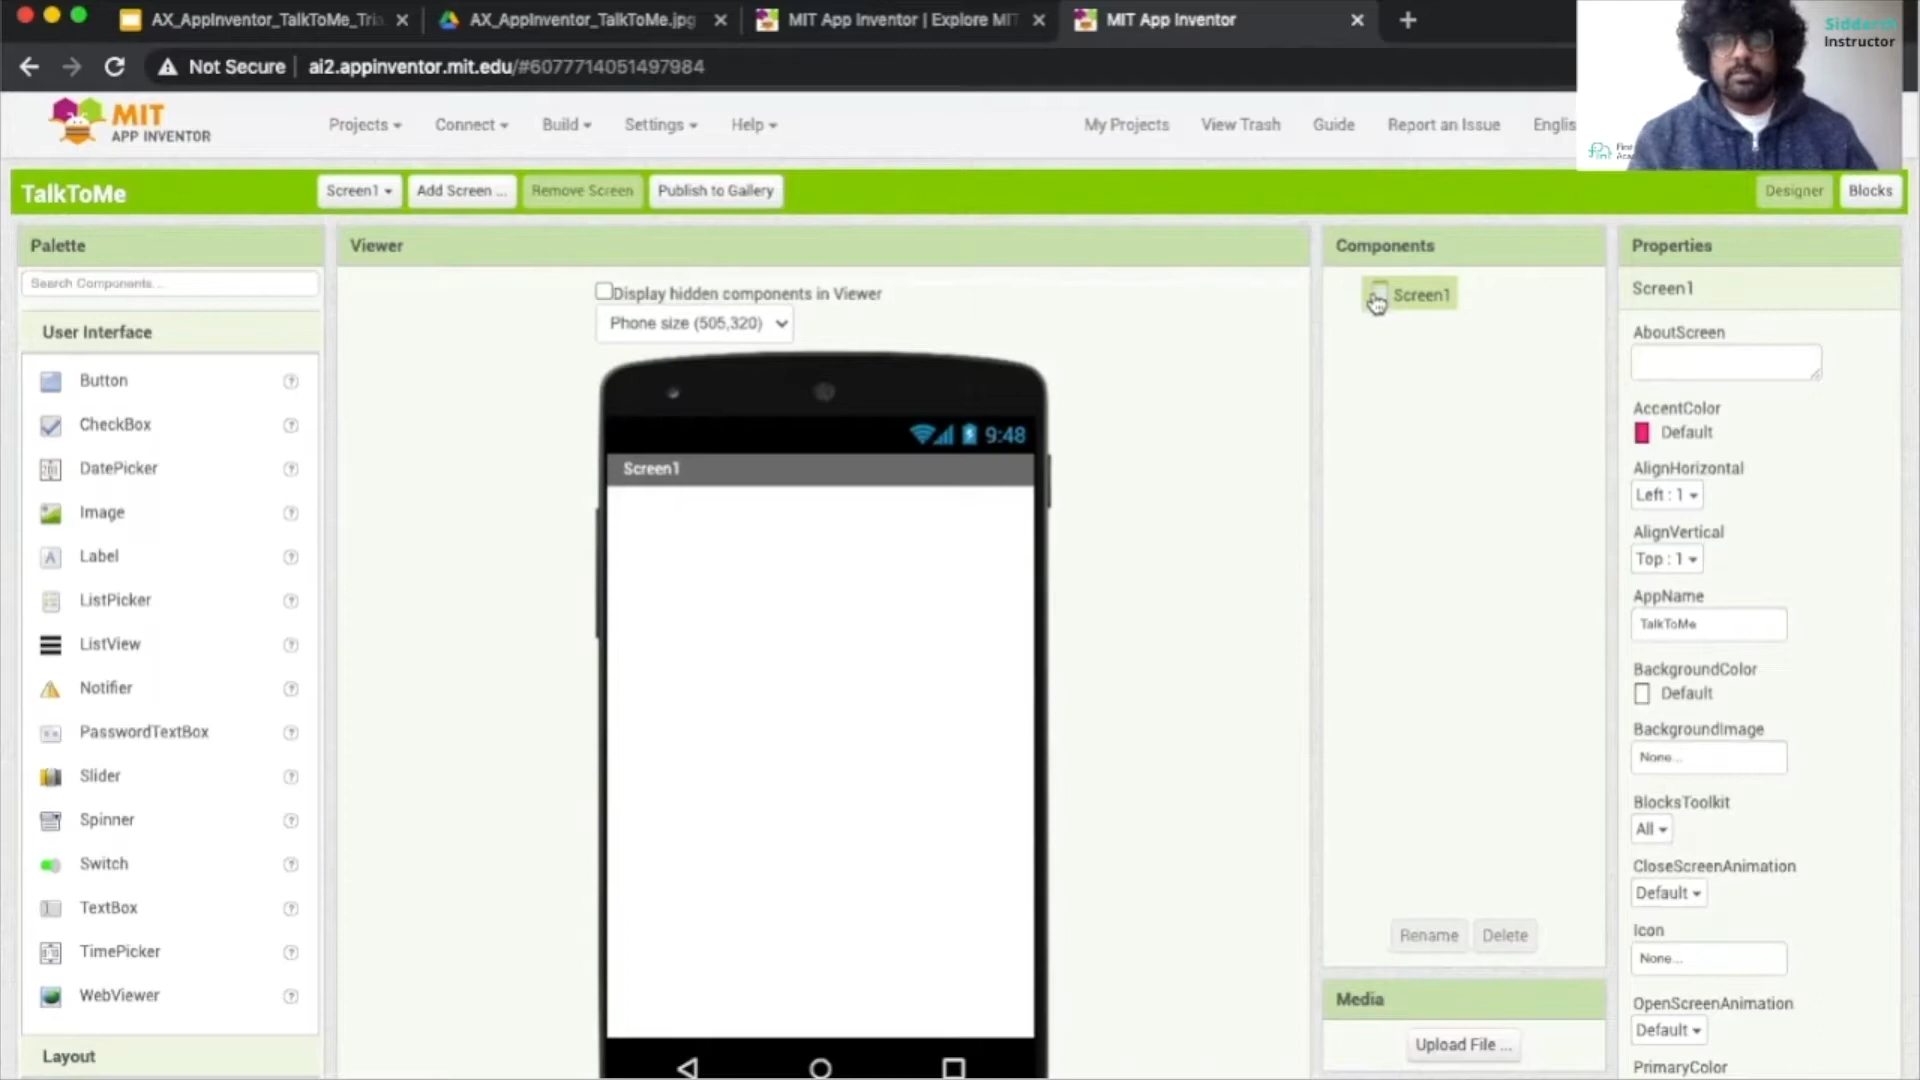 AX_AppInventor_TalkToMe_Tria
AX_AppInventor_TalkToMe.jpg
MIT App Inventor | Explore MIT
MIT App Inventor
Not Secure
ai2.appinventor.mit.edu/#6077714051497984
Instructor
MIT
APP INVENTOR
Projects
Connect
Build
Settings
Help
My Projects
View Trash
Guide
Report an Issue
Englis
TalkToMe
Screen1
Add Screen ...
Remove Screen
Publish to Gallery
Designer
Blocks
Palette
Search Components...
User Interface
Button
CheckBox
DatePicker
Image
Label
ListPicker
ListView
Notifier
PasswordTextBox
Slider
Spinner
Switch
TextBox
TimePicker
WebViewer
Layout
Viewer
Display hidden components in Viewer
Phone size (505,320)
9:48
Screen1
Components
Screen1
Rename
Delete
Media
Upload File ...
Properties
Screen1
AboutScreen
AccentColor
Default
AlignHorizontal
Left : 1
AlignVertical
Top : 1
AppName
TalkToMe
BackgroundColor
Default
BackgroundImage
None...
BlocksToolkit
All
CloseScreenAnimation
Default
Icon
None...
OpenScreenAnimation
Default
PrimaryColor